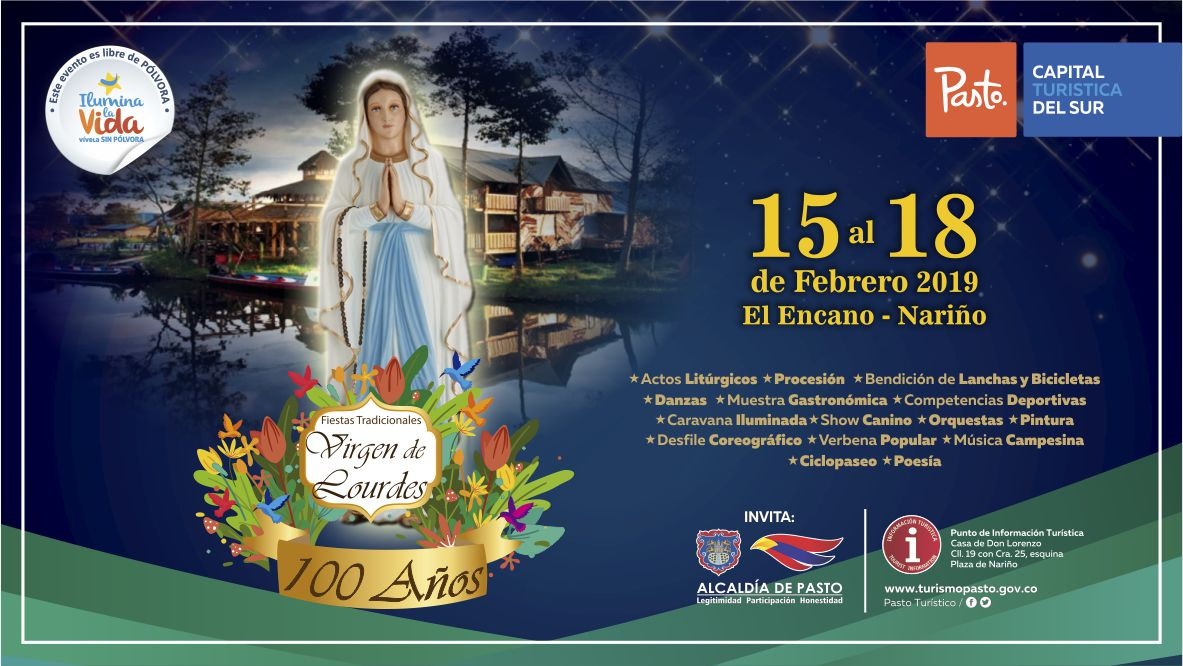 Este evento es libre de PÓLVORA
Ilumina
la
Vida
vívela SIN PÓLVORA
Pasto.
CAPITAL
TURISTICA
DEL SUR
15 al 18
de Febrero 2019
El Encano - Nariño
★Actos Litúrgicos ★Procesión ★Bendición de Lanchas y Bicicletas
★Danzas ★Muestra Gastronómica ★Competencias Deportivas
★Caravana Iluminada ★Show Canino ★Orquestas ★Pintura
★Desfile Coreográfico ★Verbena Popular ★Música Campesina
★Ciclopaseo ★Poesía
Fiestas Tradicionales
Virgen de
Lourdes
100 Años
INVITA:
ALCALDÍA DE PASTO
Legitimidad Participación Honestidad
INFORMACIÓN TURÍSTICA
i
TOURIST INFORMATION
Punto de Información Turística
Casa de Don Lorenzo
Cll. 19 con Cra. 25, esquina
Plaza de Nariño
www.turismopasto.gov.co
Pasto Turístico /